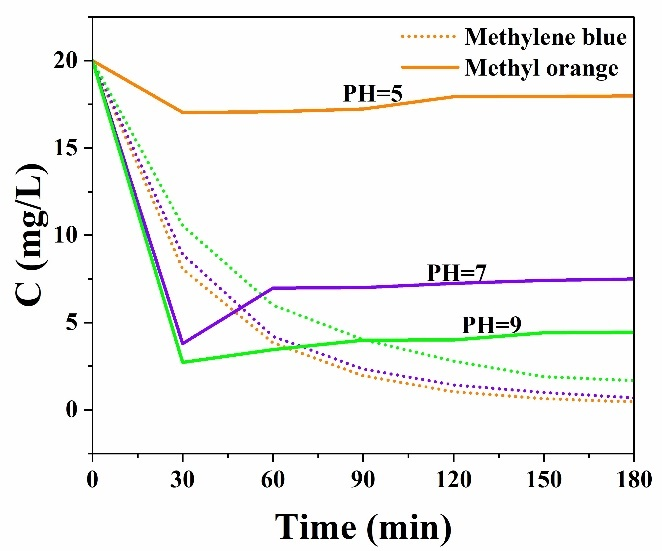 Methylene blue
Methyl orange
PH=5
PH=7
PH=9
20
15
10
5
0
0 30 60 90 120 150 180
C (mg/L)
Time (min)